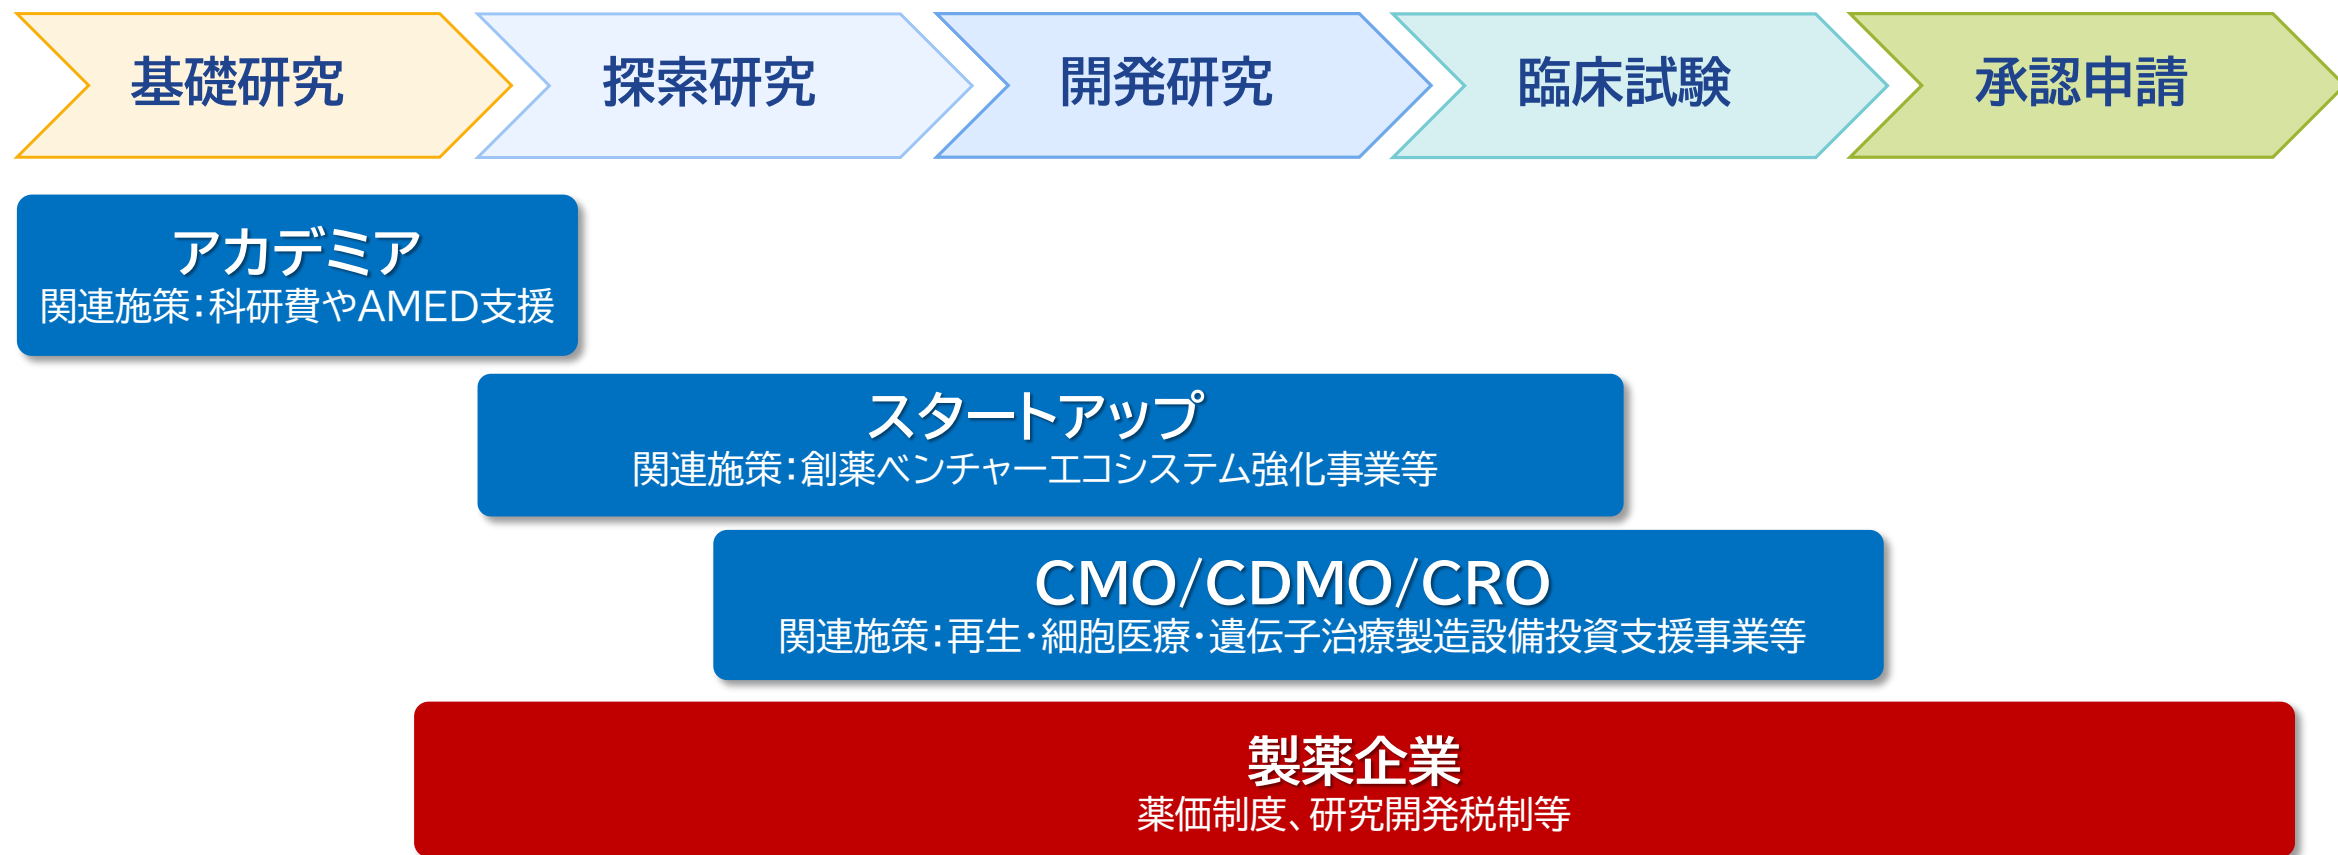 基礎研究
探索研究
開発研究
臨床試験
承認申請
アカデミア
関連施策：科研費やAMED支援
スタートアップ
関連施策：創薬ベンチャーエコシステム強化事業等
CMO/CDMO/CRO
関連施策：再生・細胞医療・遺伝子治療製造設備投資支援事業等
製薬企業
薬価制度、研究開発税制等